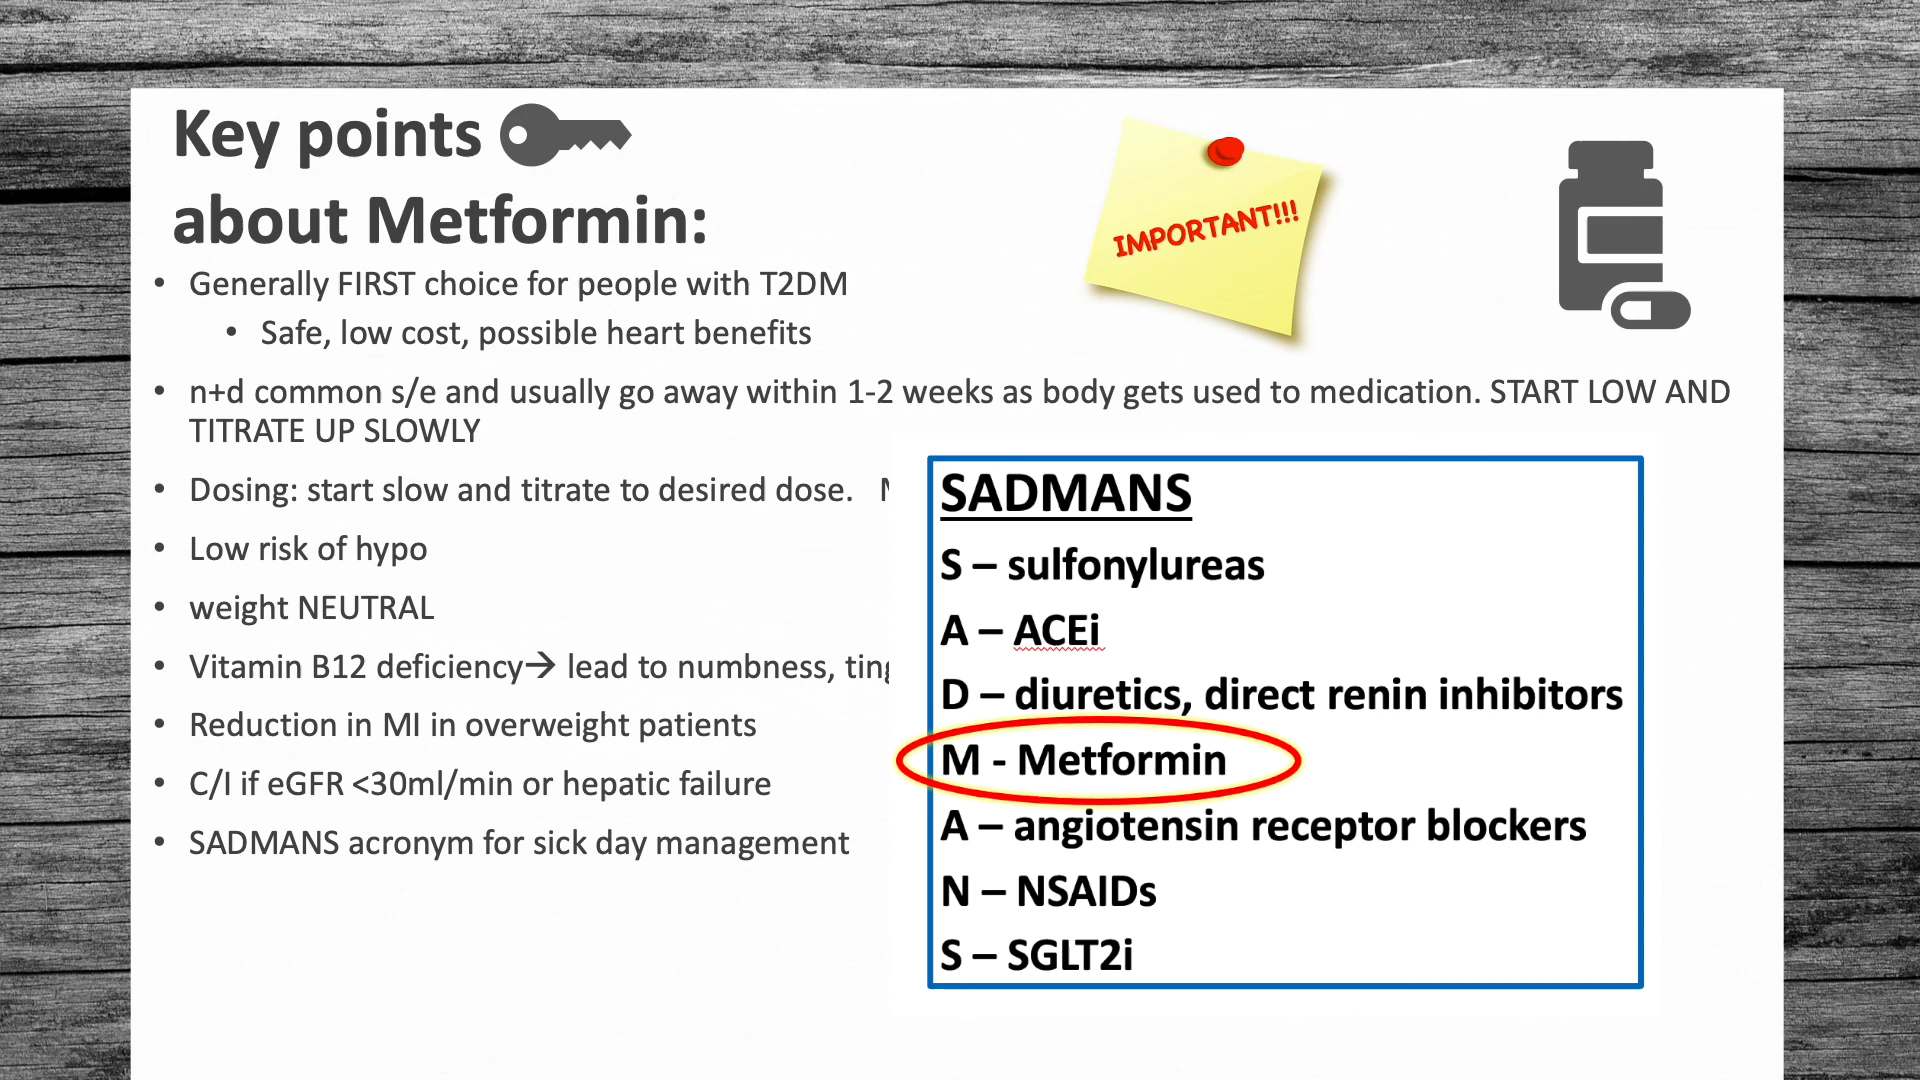 Key points
about Metformin:
IMPORTANT!!!
• Generally FIRST choice for people with T2DM
• Safe, low cost, possible heart benefits
• n+d common s/e and usually go away within 1-2 weeks as body gets used to medication. START LOW AND
TITRATE UP SLOWLY
• Dosing: start slow and titrate to desired dose.
• Low risk of hypo
• weight NEUTRAL
• Vitamin B12 deficiency→ lead to numbness,
• Reduction in MI in overweight patients
• C/I if eGFR <30ml/min or hepatic failure
• SADMANS acronym for sick day management
SADMANS
S – sulfonylureas
A – ACEi
D – diuretics, direct renin inhibitors
M - Metformin
A – angiotensin receptor blockers
N – NSAIDs
S – SGLT2i